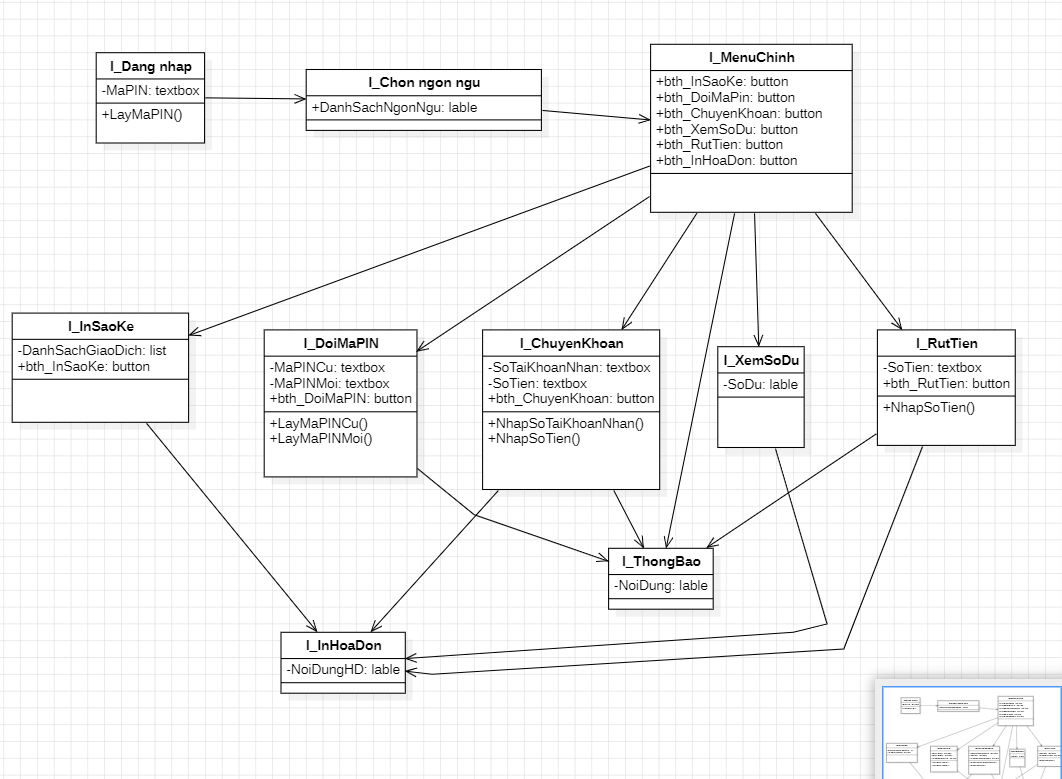 I_Dang nhap
-MaPIN: textbox
+LayMaPIN()
I_Chon ngon ngu
+DanhSachNgonNgu: lable
I_MenuChinh
+bth_InSaoKe: button
+bth_DoiMaPin: button
+bth_ChuyenKhoan: button
+bth_XemSoDu: button
+bth_RutTien: button
+bth_InHoaDon: button
I_InSaoKe
-DanhSachGiaoDich: list
+bth_InSaoKe: button
I_DoiMaPIN
-MaPINCu: textbox
-MaPINMoi: textbox
+bth_DoiMaPIN: button
+LayMaPINCu()
+LayMaPINMoi()
I_ChuyenKhoan
-SoTaiKhoanNhan: textbox
-SoTien: textbox
+bth_ChuyenKhoan: button
+NhapSoTaiKhoanNhan()
+NhapSoTien()
I_XemSoDu
-SoDu: lable
I_RutTien
-SoTien: textbox
+bth_RutTien: button
+NhapSoTien()
I_ThongBao
-NoiDung: lable
I_InHoaDon
-NoiDungHD: lable